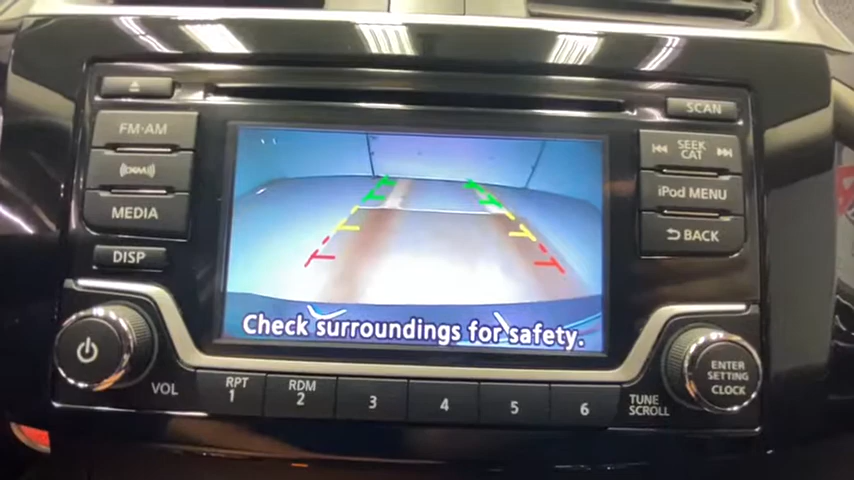 SCAN
FM·AM
SEEK
CAT
(((XM)))
iPod MENU
MEDIA
BACK
DISP
Check surroundings for safety.
VOL
RPT
1
RDM
2
3
4
5
6
TUNE
SCROLL
ENTER
SETTING
CLOCK